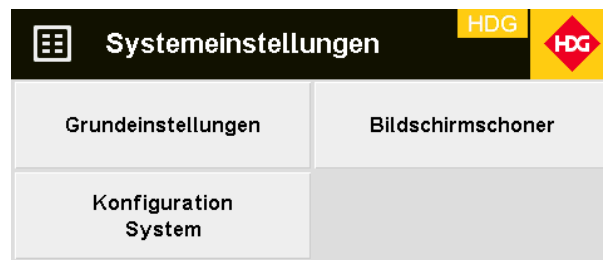 HDG
Systemeinstellungen
HDG
Grundeinstellungen
Bildschirmschoner
Konfiguration
System